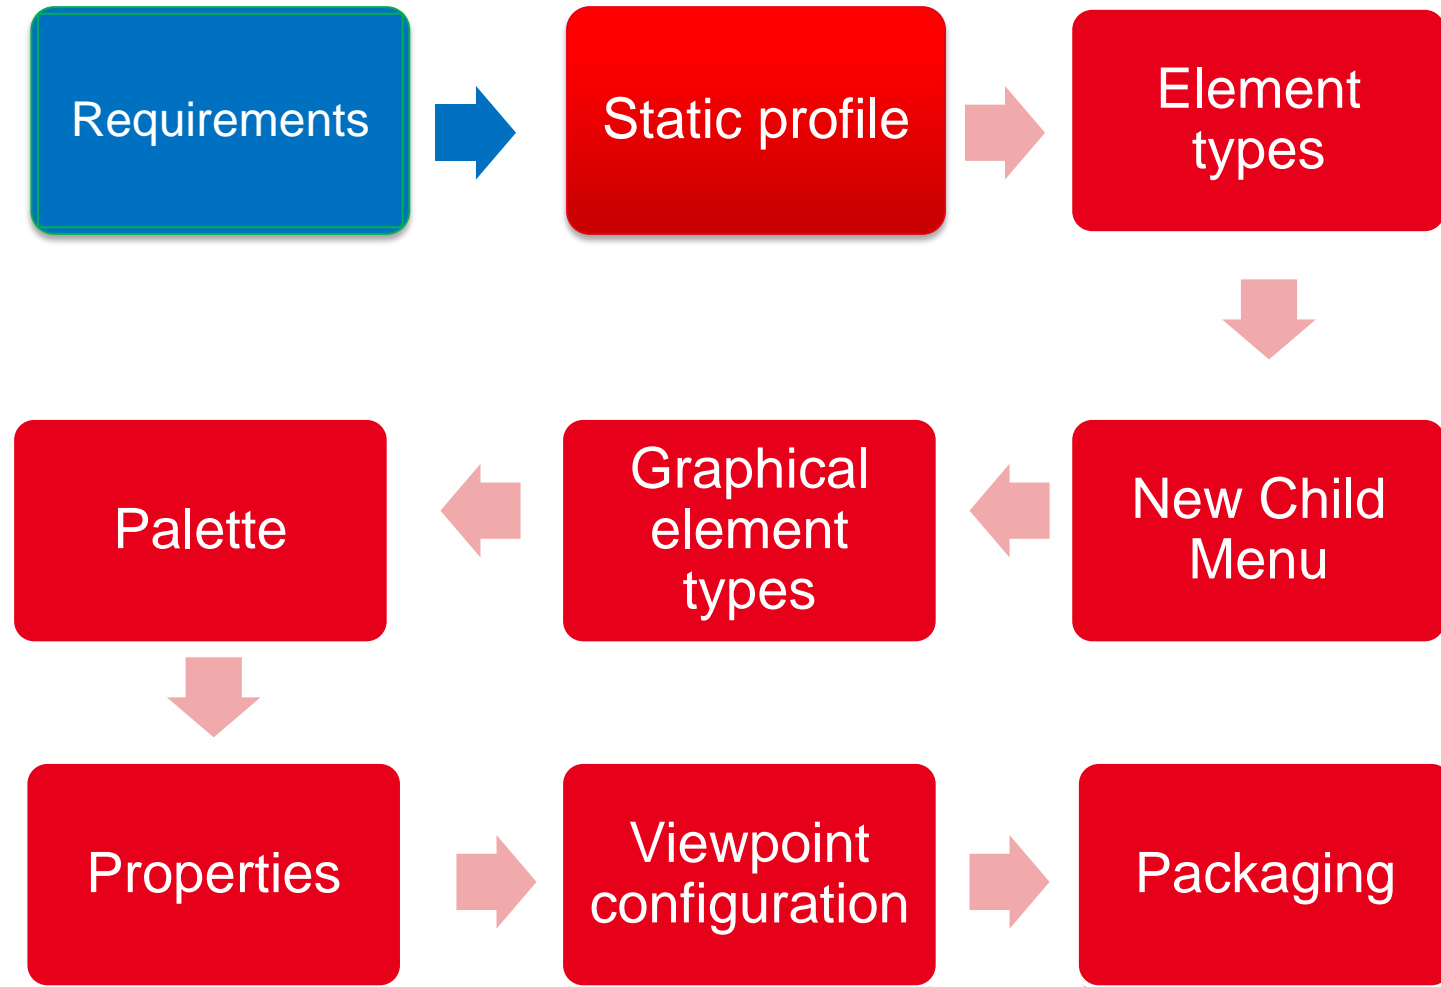 Requirements
Static profile
Element
types
Palette
Graphical
element
types
New Child
Menu
Properties
Viewpoint
configuration
Packaging